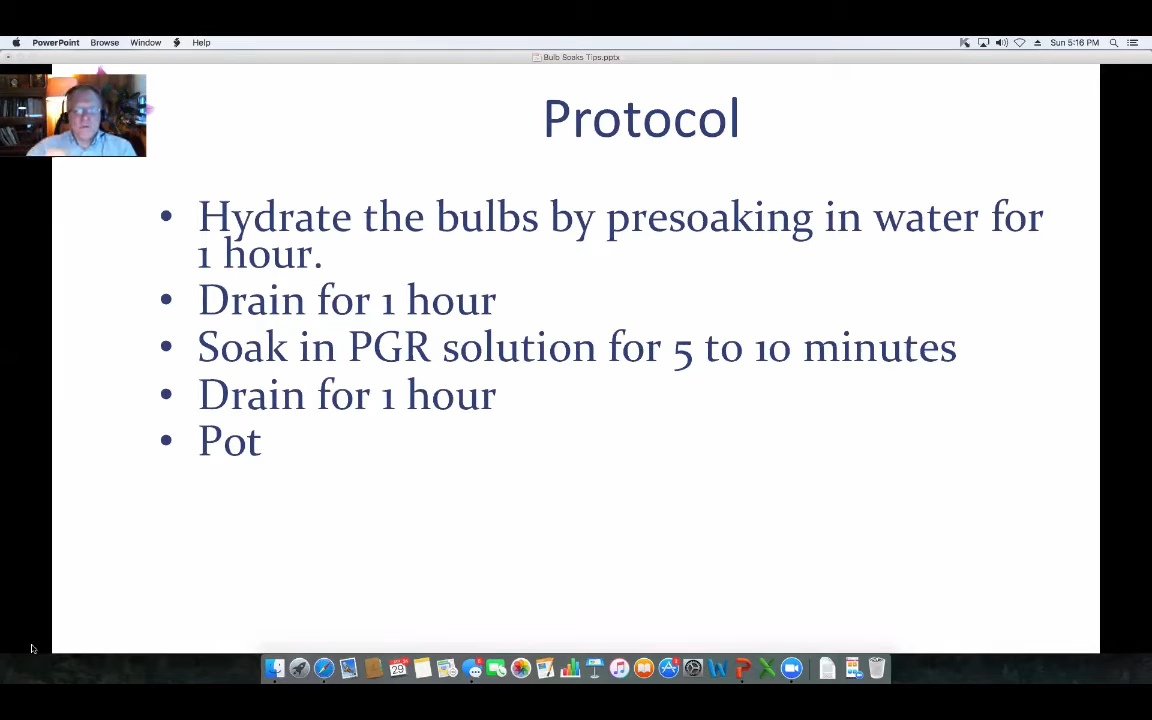 PowerPoint Browse Window Help Sun 5:16 PM
Bulb Soaks Tips.pptx
Protocol
• Hydrate the bulbs by presoaking in water for
1 hour.
• Drain for 1 hour
• Soak in PGR solution for 5 to 10 minutes
• Drain for 1 hour
• Pot
29